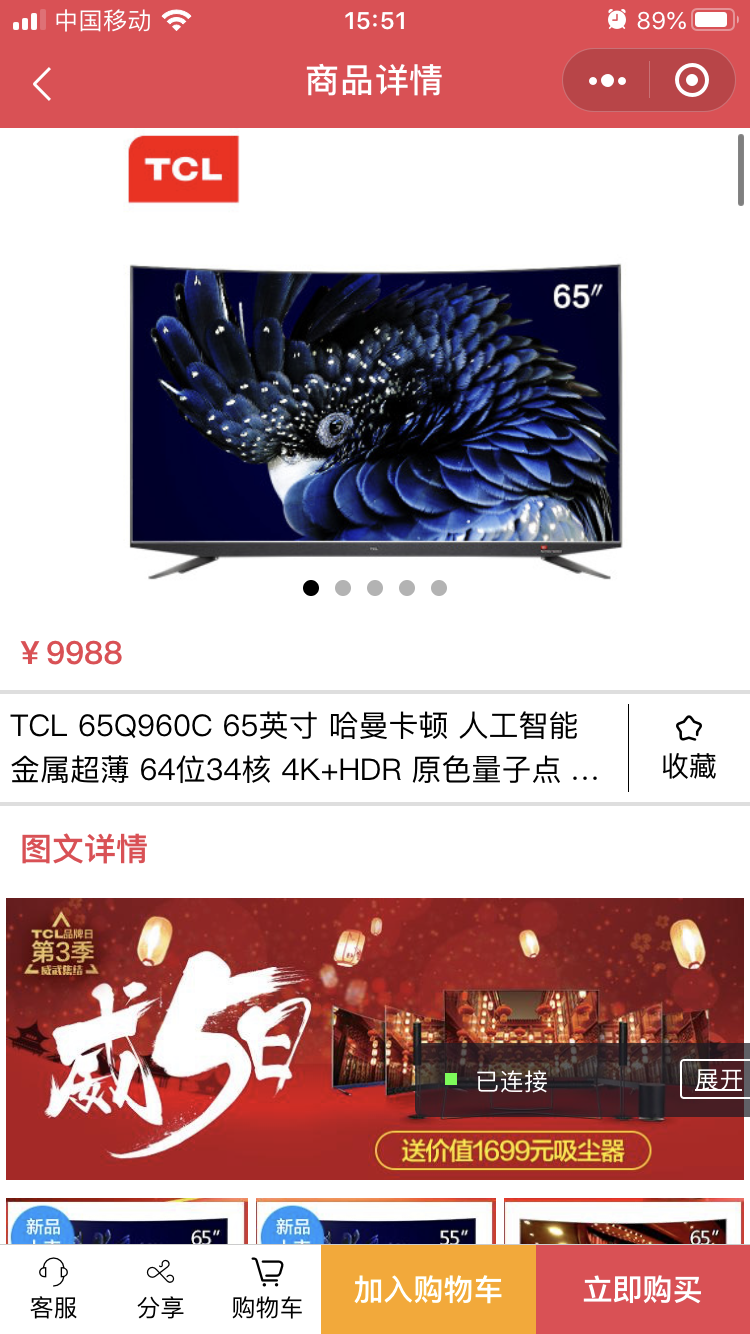 中国移动
15:51
89%
商品详情
TCL
65″
¥ 9988
TCL 65Q960C 65英寸 哈曼卡顿 人工智能
金属超薄 64位34核 4K+HDR 原色量子点 ...
收藏
图文详情
TCL品牌日
第3季
威武集结
威5日
已连接
展开
送价值1699元吸尘器
新品
65″
新品
55″
65″
客服
分享
购物车
加入购物车
立即购买